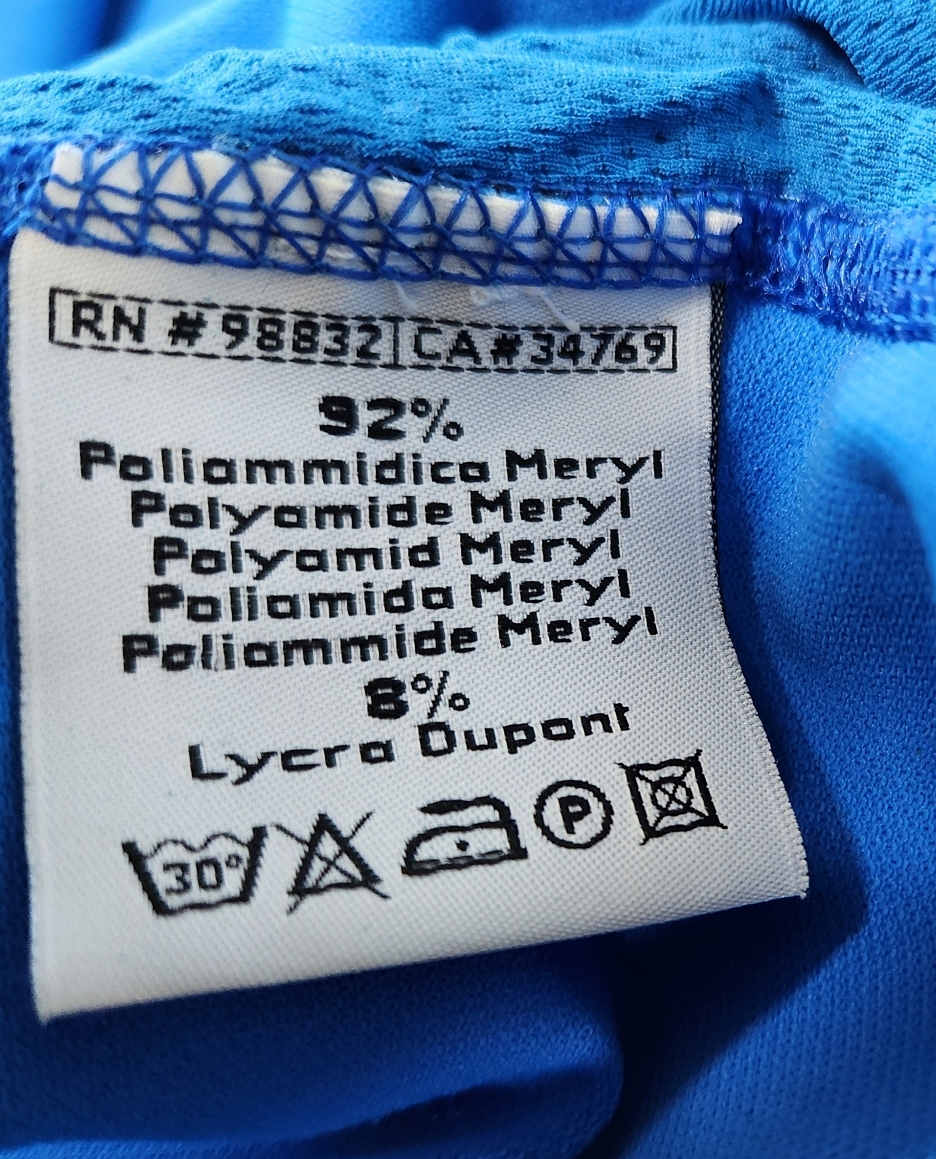 RN # 98832 CA#34769
92%
Poliammidica Meryl
Polyamide Meryl
Polyamid Meryl
Poliamida Meryl
Poliammide Meryl
8%
Lycra Dupont
30° P